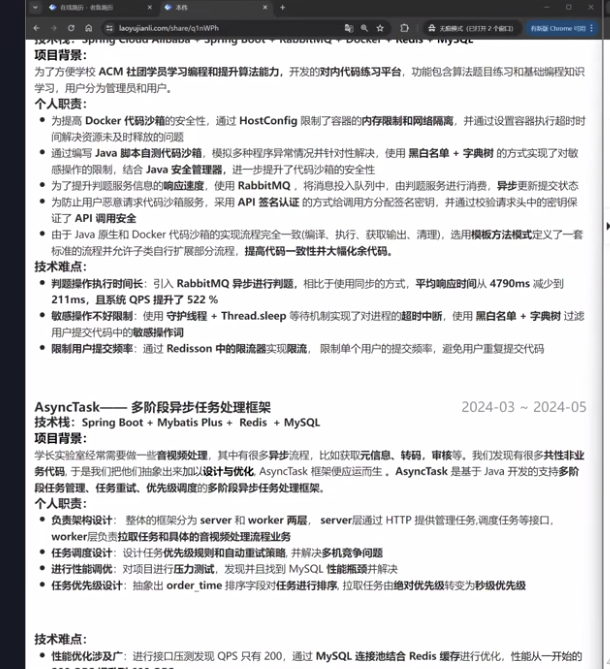 在线简历 - 老鱼简历
本伟
laoyujianli.com/share/q1nWPh
无痕模式（已打开 2 个窗口）
有新版 Chrome 可用
技术栈：Spring Cloud Alibaba + Spring Boot + RabbitMQ + Docker + Redis + MySQL
项目背景：
为了方便学校 ACM 社团学员学习编程和提升算法能力，开发的对内代码练习平台，功能包含算法题目练习和基础编程知识
学习，用户分为管理员和用户。
个人职责：
为提高 Docker 代码沙箱的安全性，通过 HostConfig 限制了容器的内存限制和网络隔离，并通过设置容器执行超时时
间解决资源未及时释放的问题
通过编写 Java 脚本自测代码沙箱，模拟多种程序异常情况并针对性解决，使用 黑白名单 + 字典树 的方式实现了对敏
感操作的限制，结合 Java 安全管理器，进一步提升了代码沙箱的安全性
为了提升判题服务信息的响应速度，使用 RabbitMQ ，将消息投入队列中，由判题服务进行消费，异步更新提交状态
为防止用户恶意请求代码沙箱服务，采用 API 签名认证 的方式给调用方分配签名密钥，并通过校验请求头中的密钥保
证了 API 调用安全
由于 Java 原生和 Docker 代码沙箱的实现流程完全一致(编译、执行、获取输出、清理)，选用模板方法模式定义了一套
标准的流程并允许子类自行扩展部分流程，提高代码一致性并大幅化余代码。
技术难点：
判题操作执行时间长：引入 RabbitMQ 异步进行判题，相比于使用同步的方式，平均响应时间从 4790ms 减少到
211ms，且系统 QPS 提升了 522 %
敏感操作不好限制：使用 守护线程 + Thread.sleep 等待机制实现了对进程的超时中断，使用 黑白名单 + 字典树 过滤
用户提交代码中的敏感操作词
限制用户提交频率：通过 Redisson 中的限流器实现限流， 限制单个用户的提交频率，避免用户重复提交代码
AsyncTask—— 多阶段异步任务处理框架 2024-03 ~ 2024-05
技术栈：Spring Boot + Mybatis Plus + Redis + MySQL
项目背景：
学长实验室经常需要做一些音视频处理，其中有很多异步流程，比如获取元信息、转码，审核等。我们发现有很多共性非业
务代码, 于是我们把他们抽象出来加以设计与优化, AsyncTask 框架便应运而生 。AsyncTask 是基于 Java 开发的支持多阶
段任务管理、任务重试、优先级调度的多阶段异步任务处理框架。
个人职责：
负责架构设计： 整体的框架分为 server 和 worker 两层， server层通过 HTTP 提供管理任务,调度任务等接口，
worker层负责拉取任务和具体的音视频处理流程业务
任务调度设计：设计任务优先级规则和自动重试策略, 并解决多机竞争问题
进行性能调优：对项目进行压力测试，发现并且找到 MySQL 性能瓶颈并解决
任务优先级设计：抽象出 order_time 排序字段对任务进行排序, 拉取任务由绝对优先级转变为秒级优先级
技术难点：
性能优化涉及广：进行接口压测发现 QPS 只有 200，通过 MySQL 连接池结合 Redis 缓存进行优化，性能从一开始的